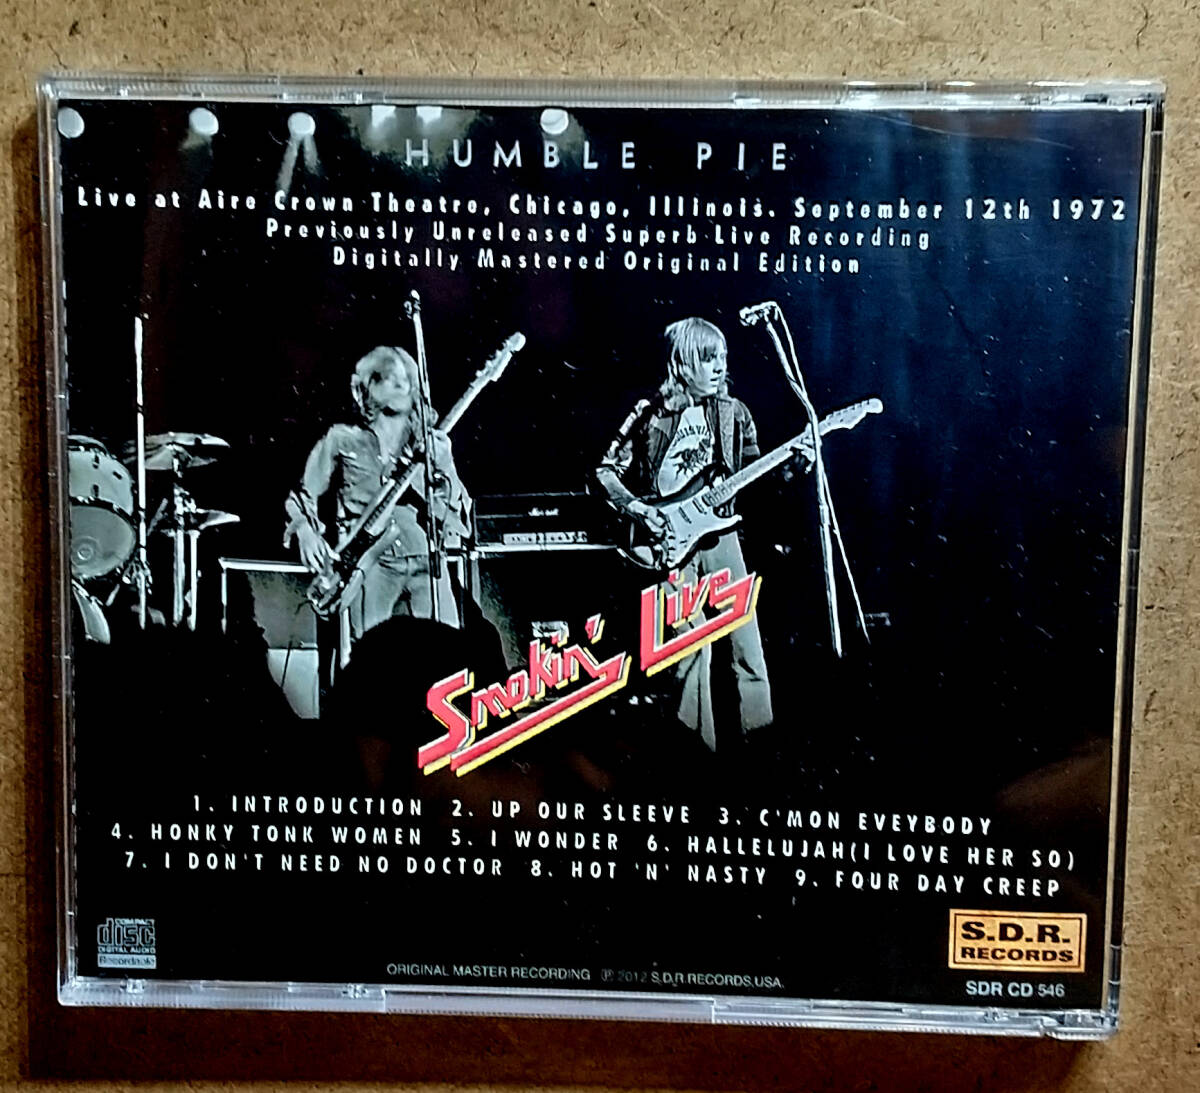 HUMBLE PIE
Live at Aire Crown Theatre, Chicago, Illinois. September 12th 1972
Previously Unreleased Superb Live Recording
Digitally Mastered Original Edition
Smokin' Live
1. INTRODUCTION 2. UP OUR SLEEVE 3. C'MON EVEYBODY
4. HONKY TONK WOMEN 5. I WONDER 6. HALLELUJAH(I LOVE HER SO)
7. I DON'T NEED NO DOCTOR 8. HOT 'N' NASTY 9. FOUR DAY CREEP
COMPACT
disc
DIGITAL AUDIO
Recordable
S.D.R.
RECORDS
ORIGINAL MASTER RECORDING ℗ 2012 S.D.R.RECORDS,USA.
SDR CD 546